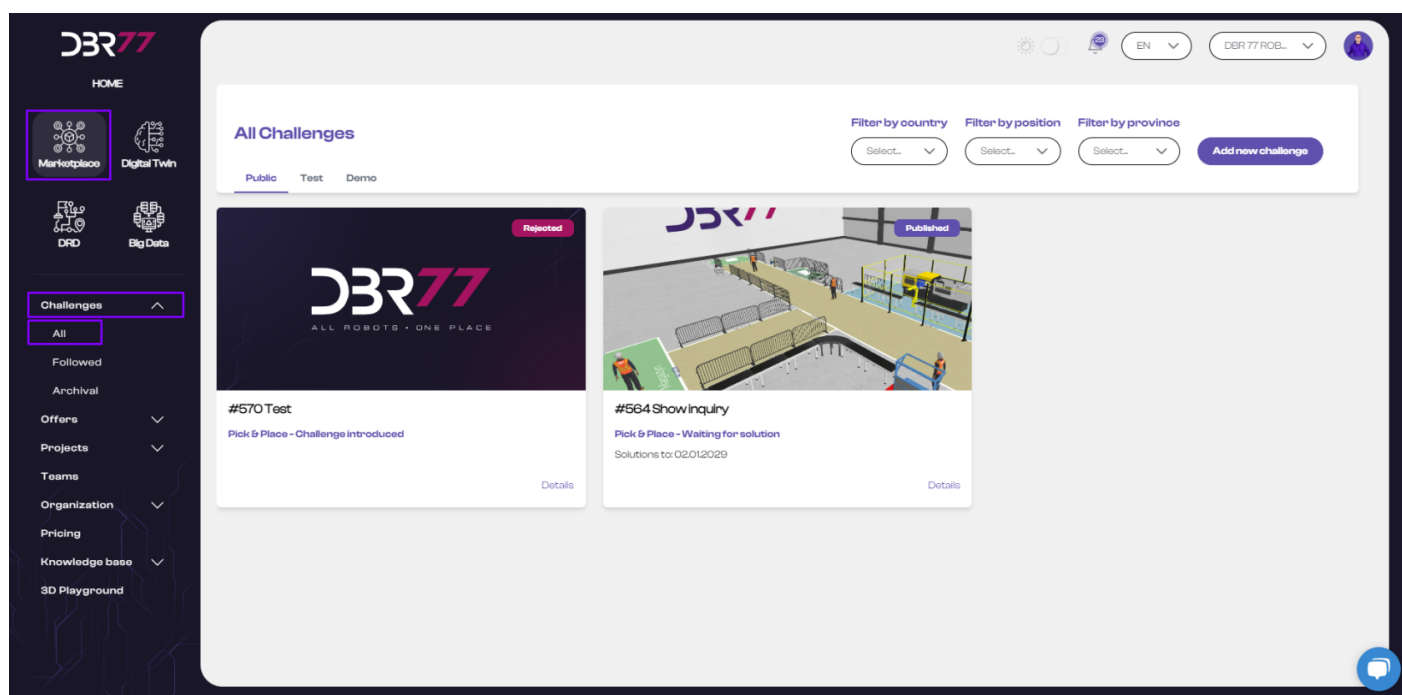 DBR77
HOME
Marketplace
Digital Twin
DRD
Big Data
Challenges
All
Followed
Archival
Offers
Projects
Teams
Organization
Pricing
Knowledge base
3D Playground
EN
DBR 77 ROB...
All Challenges
Filter by country
Filter by position
Filter by province
Select...
Select...
Select...
Add new challenge
Public
Test
Demo
Rejected
DBR77
ALL ROBOTS • ONE PLACE
#570 Test
Pick & Place - Challenge introduced
Details
DBR77
Published
#564 Show inquiry
Pick & Place - Waiting for solution
Solutions to: 02.01.2029
Details